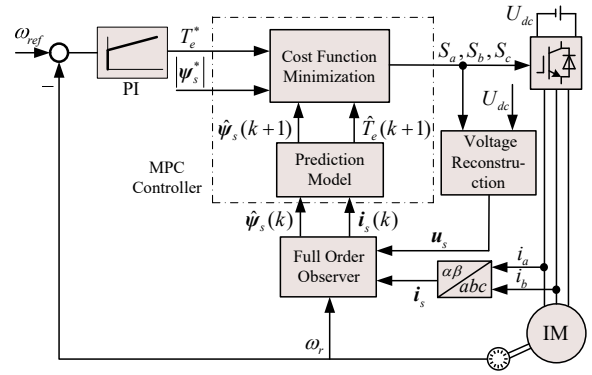 U_dc
ω_ref
T_e^*
|ψ_s^*|
−
PI
Cost Function
Minimization
S_a, S_b, S_c
U_dc
ψ̂_s(k+1)
T̂_e(k+1)
MPC
Controller
Prediction
Model
Voltage
Reconstru-
ction
ψ̂_s(k)
i_s(k)
u_s
Full Order
Observer
αβ
abc
i_s
i_a
i_b
IM
ω_r